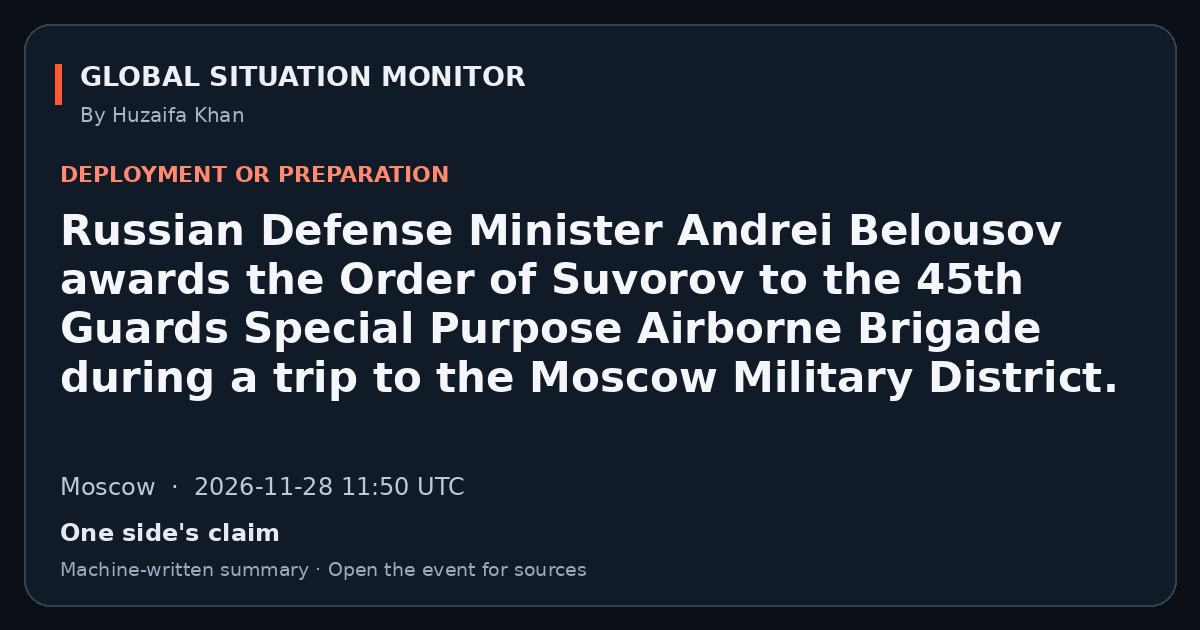 GLOBAL SITUATION MONITOR
By Huzaifa Khan
DEPLOYMENT OR PREPARATION
Russian Defense Minister Andrei Belousov
awards the Order of Suvorov to the 45th
Guards Special Purpose Airborne Brigade
during a trip to the Moscow Military District.
Moscow · 2026-11-28 11:50 UTC
One side's claim
Machine-written summary · Open the event for sources